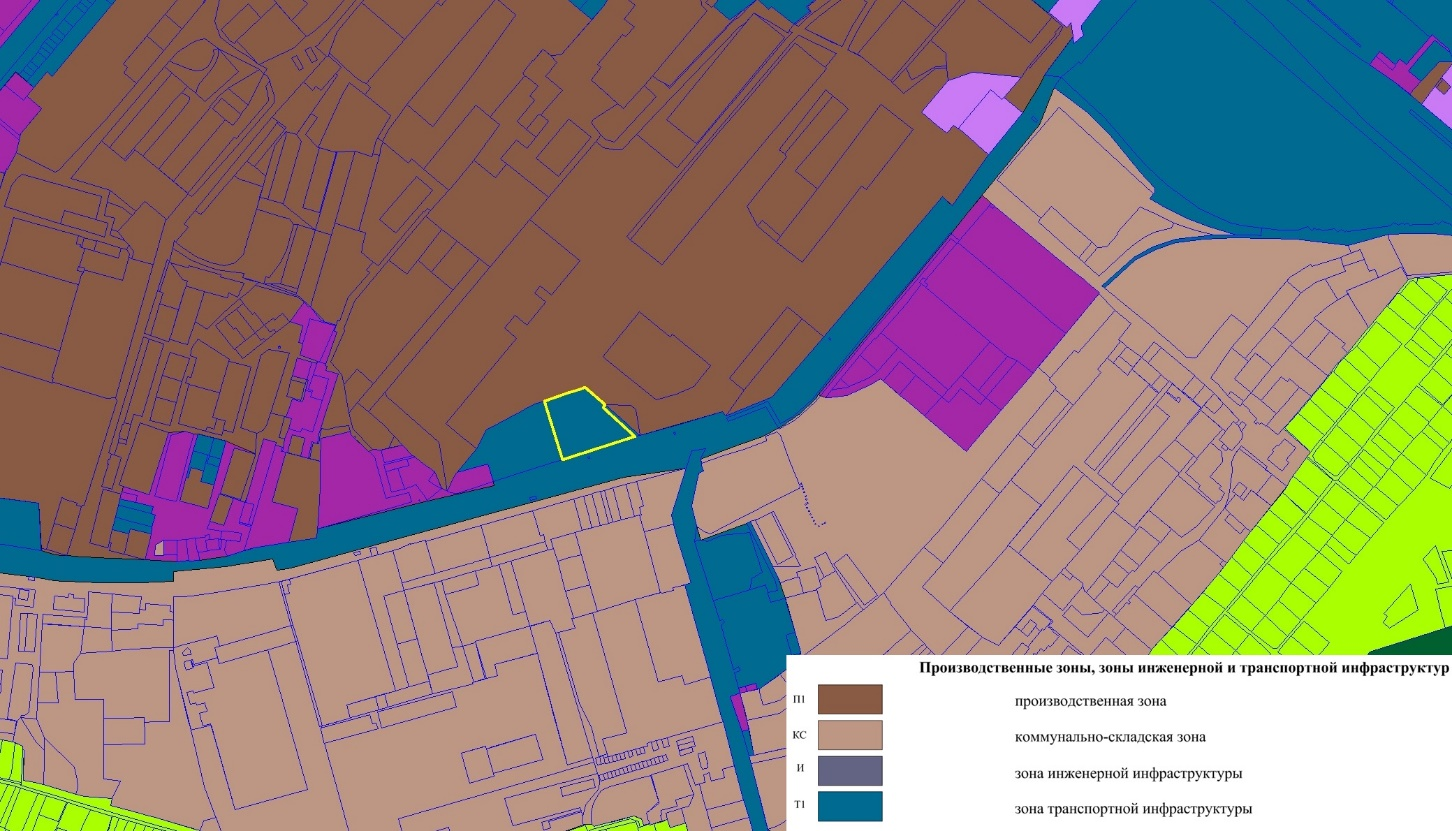 Производственные зоны, зоны инженерной и транспортной инфраструктур
П1 производственная зона
КС коммунально-складская зона
И зона инженерной инфраструктуры
Т1 зона транспортной инфраструктуры